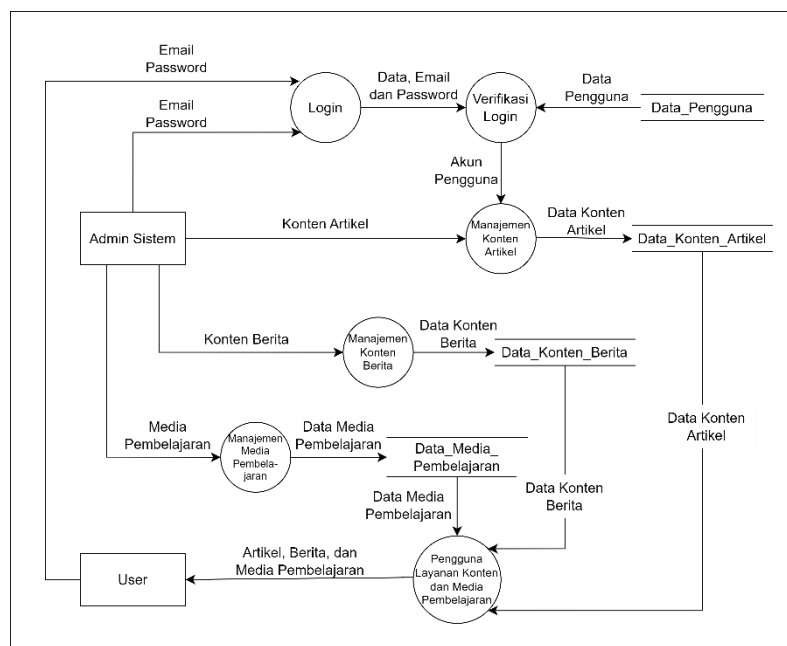 Email
Password
Login
Data, Email
dan Password
Verifikasi
Login
Data
Pengguna
Data_Pengguna
Email
Password
Akun
Pengguna
Admin Sistem
Konten Artikel
Manajemen
Konten
Artikel
Data Konten
Artikel
Data_Konten_Artikel
Konten Berita
Manajemen
Konten
Berita
Data Konten
Berita
Data_Konten_Berita
Data Konten
Artikel
Media
Pembelajaran
Manajemen
Media
Pembela-
jaran
Data Media
Pembelajaran
Data_Media_
Pembelajaran
Data Media
Pembelajaran
Data Konten
Berita
User
Artikel, Berita, dan
Media Pembelajaran
Pengguna
Layanan Konten
dan Media
Pembelajaran